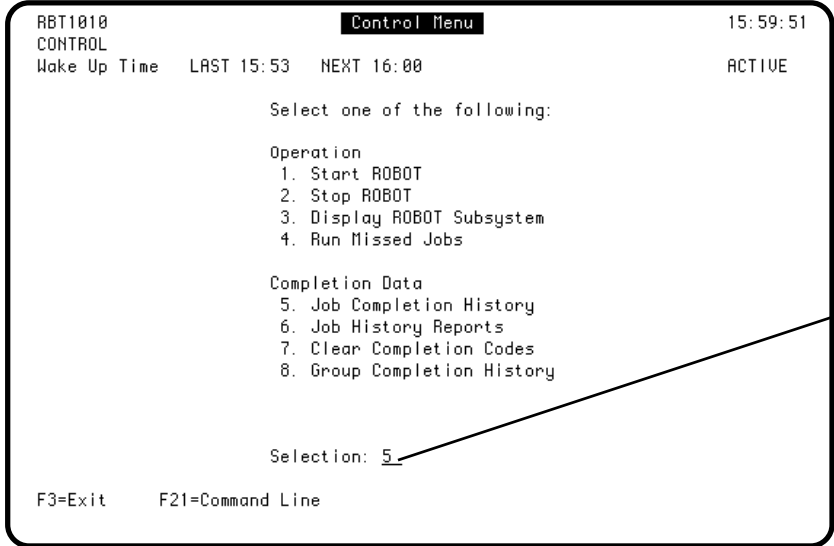 RBT1010 Control Menu 15:59:51
CONTROL
Wake Up Time LAST 15:53 NEXT 16:00 ACTIVE
Select one of the following:
Operation
1. Start ROBOT
2. Stop ROBOT
3. Display ROBOT Subsystem
4. Run Missed Jobs
Completion Data
5. Job Completion History
6. Job History Reports
7. Clear Completion Codes
8. Group Completion History
Selection: 5
F3=Exit F21=Command Line